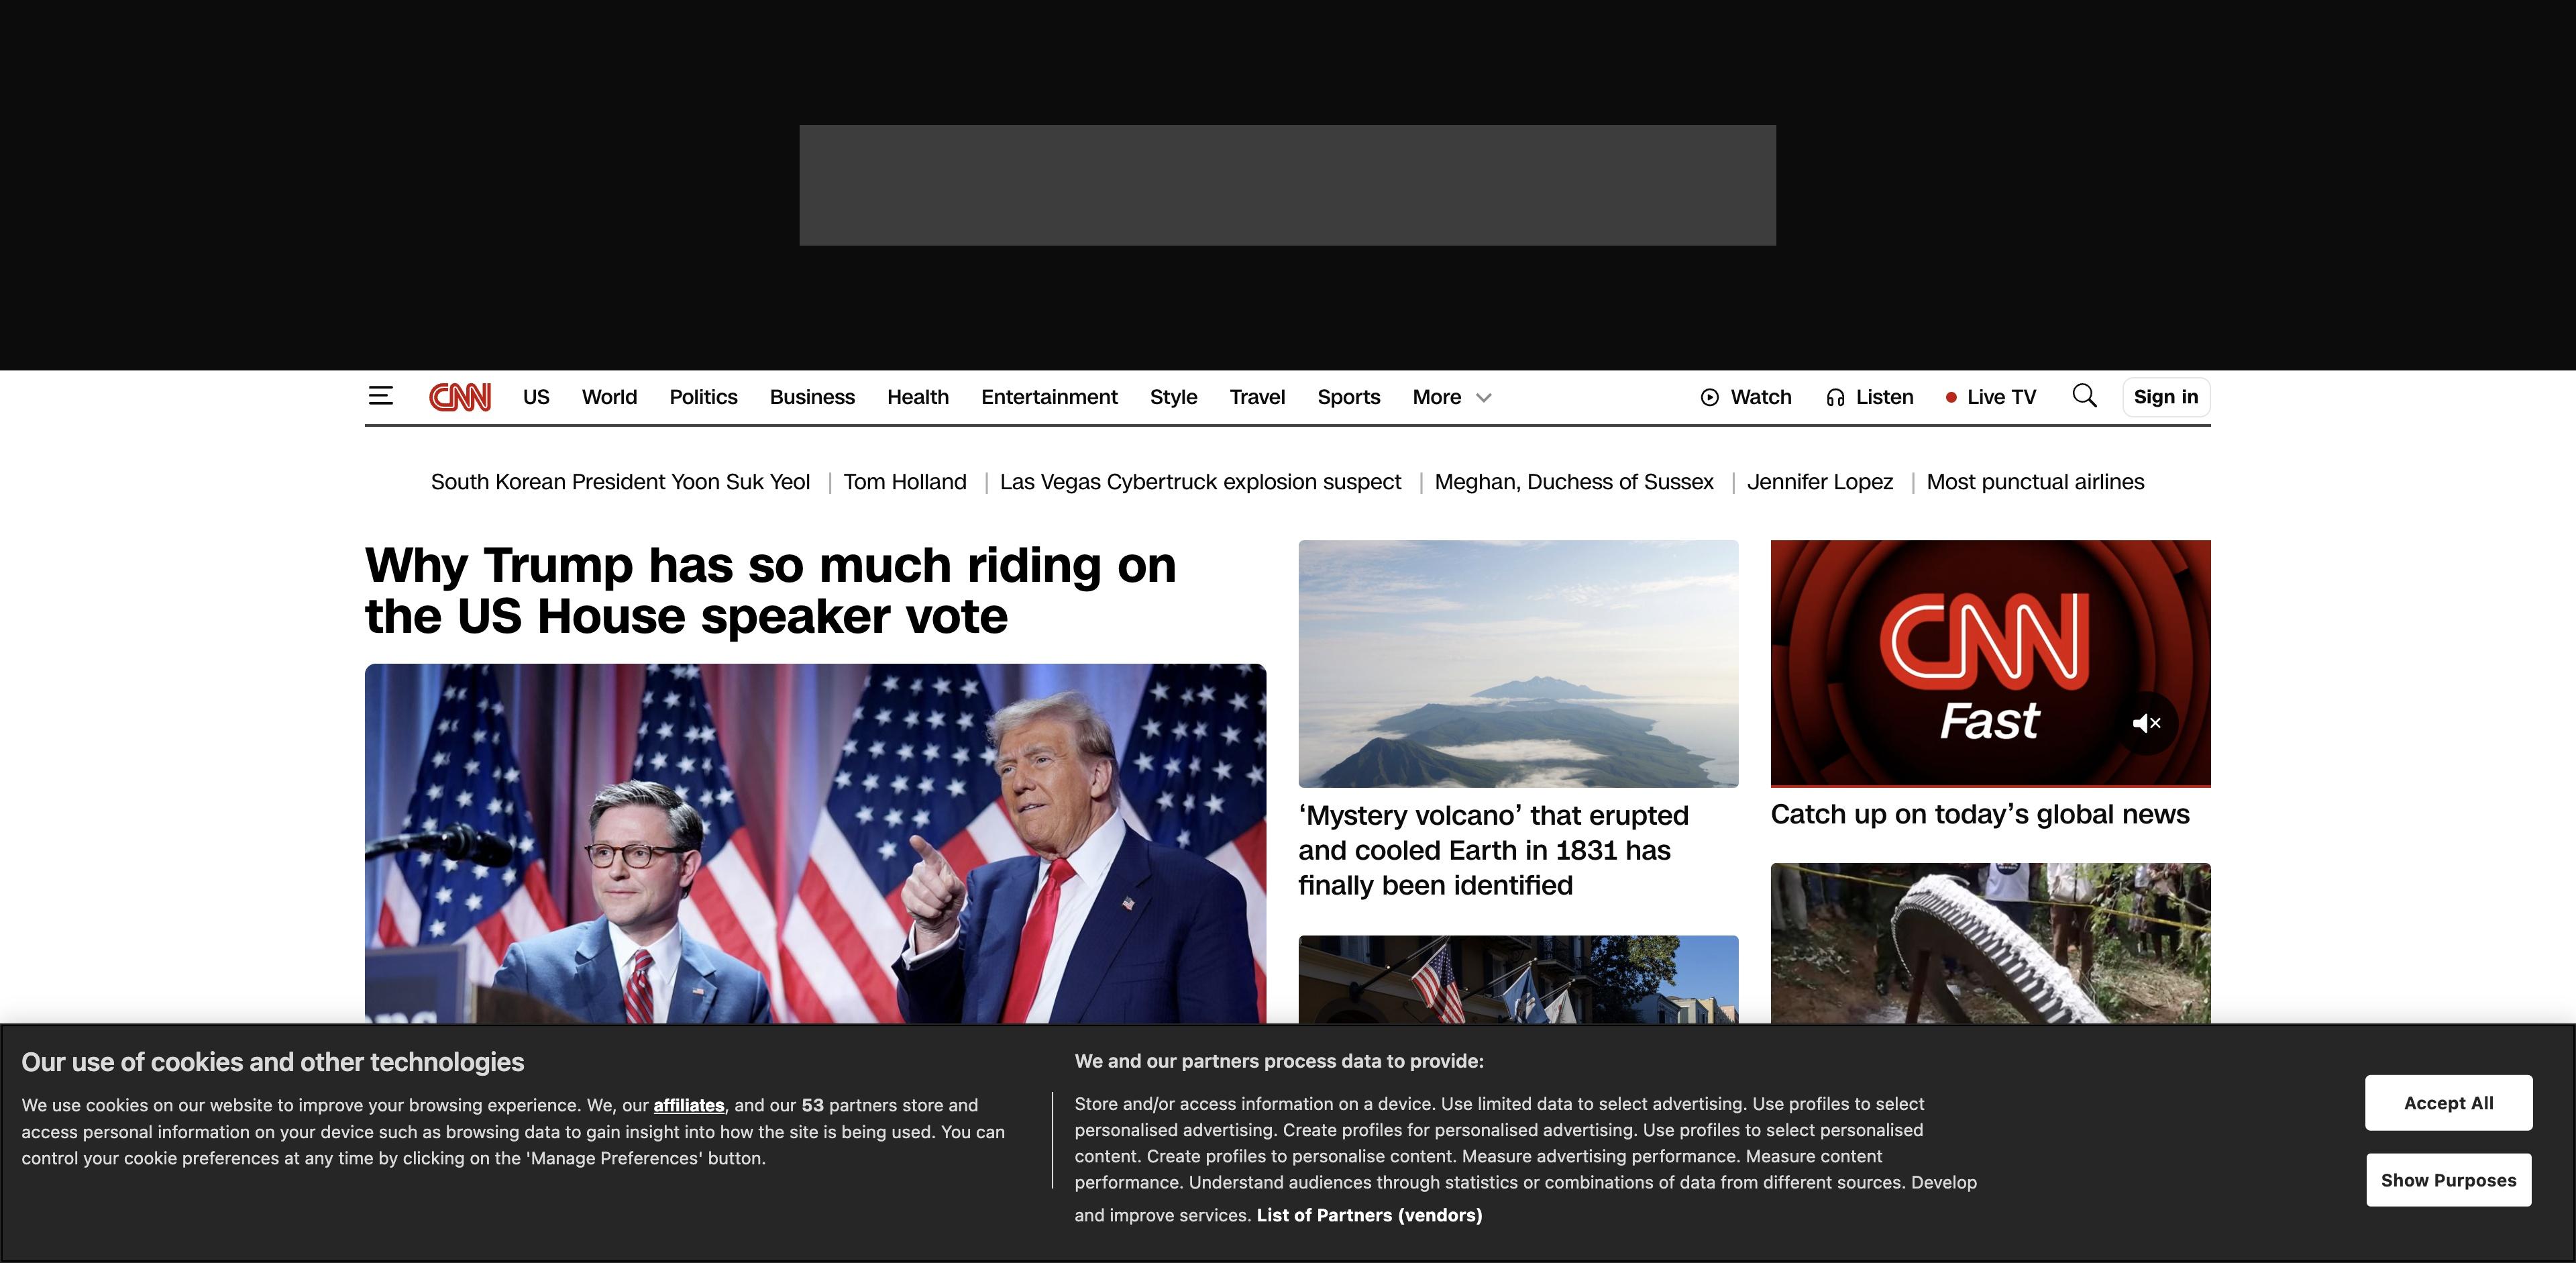 CNN
US
World
Politics
Business
Health
Entertainment
Style
Travel
Sports
More
Watch
Listen
Live TV
Sign in
South Korean President Yoon Suk Yeol
Tom Holland
Las Vegas Cybertruck explosion suspect
Meghan, Duchess of Sussex
Jennifer Lopez
Most punctual airlines
Why Trump has so much riding on
the US House speaker vote
‘Mystery volcano’ that erupted
and cooled Earth in 1831 has
finally been identified
CNN
Fast
Catch up on today’s global news
Our use of cookies and other technologies
We use cookies on our website to improve your browsing experience. We, our affiliates, and our 53 partners store and
access personal information on your device such as browsing data to gain insight into how the site is being used. You can
control your cookie preferences at any time by clicking on the 'Manage Preferences' button.
We and our partners process data to provide:
Store and/or access information on a device. Use limited data to select advertising. Use profiles to select
personalised advertising. Create profiles for personalised advertising. Use profiles to select personalised
content. Create profiles to personalise content. Measure advertising performance. Measure content
performance. Understand audiences through statistics or combinations of data from different sources. Develop
and improve services. List of Partners (vendors)
Accept All
Show Purposes